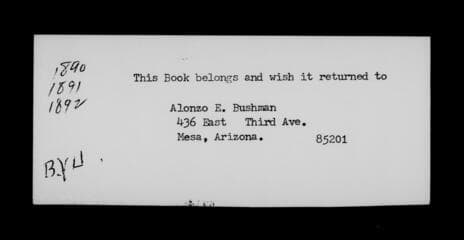 1890
1891
1892
This Book belongs and wish it returned to
Alonzo E. Bushman
436 East Third Ave.
Mesa, Arizona. 85201
B.Y.U.